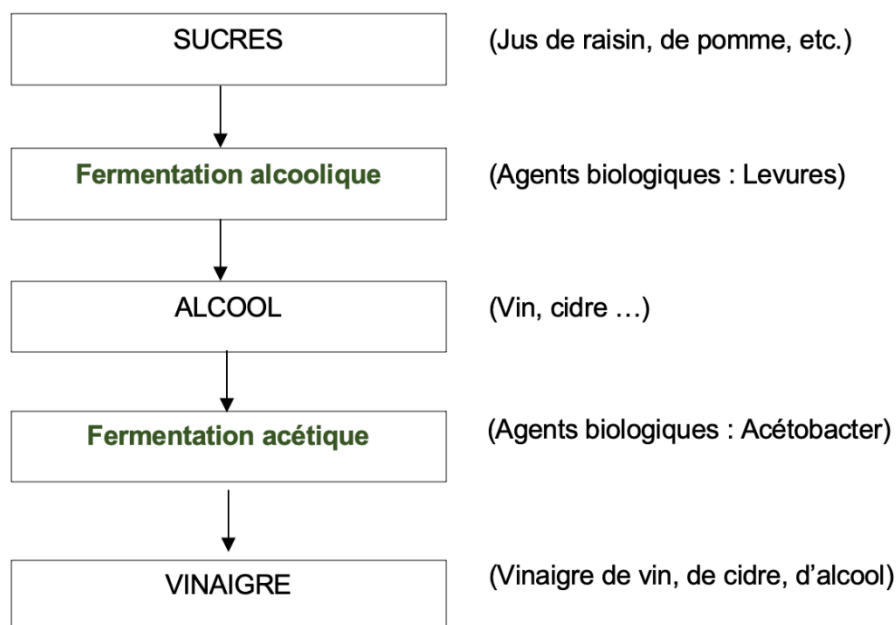 SUCRES (Jus de raisin, de pomme, etc.)
Fermentation alcoolique (Agents biologiques : Levures)
ALCOOL (Vin, cidre …)
Fermentation acétique (Agents biologiques : Acétobacter)
VINAIGRE (Vinaigre de vin, de cidre, d’alcool)